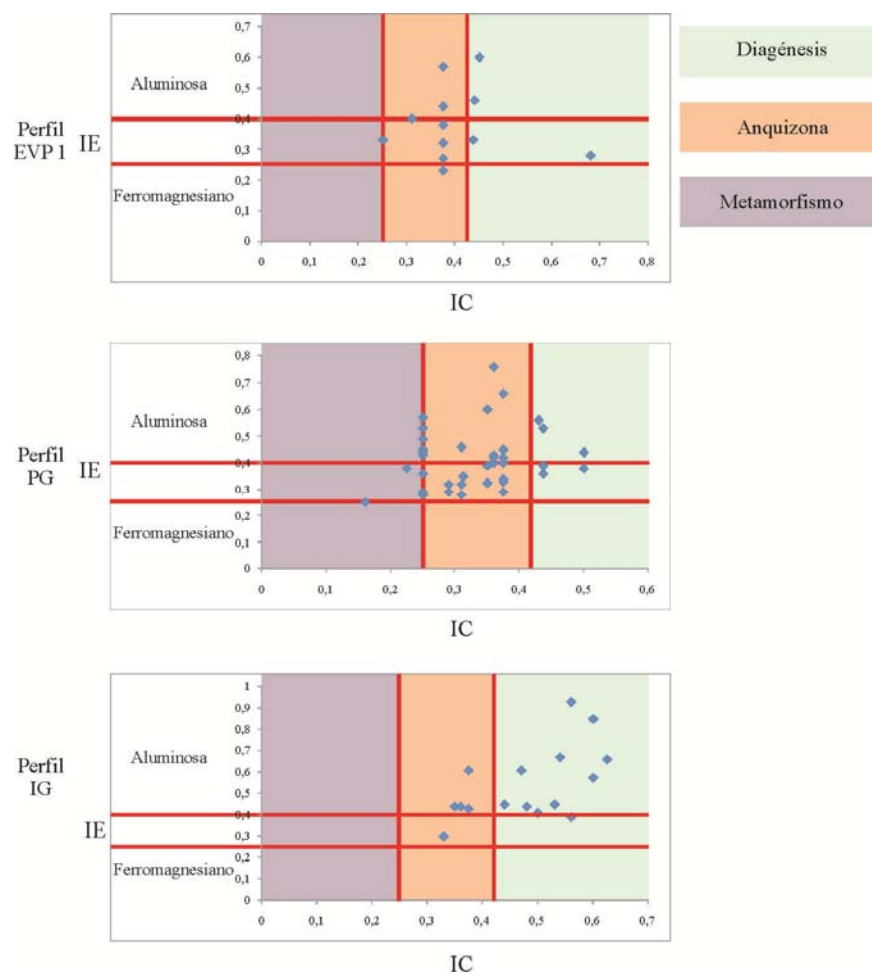 0,7
0,6
Aluminosa
0,5
0,4
Perfil
EVP 1
IE
0,3
0,2
Ferromagnesiano
0,1
0
0 0,1 0,2 0,3 0,4 0,5 0,6 0,7 0,8
IC
Diagénesis
Anquizona
Metamorfismo
0,8
0,7
0,6
Aluminosa
0,5
Perfil
PG
IE
0,4
0,3
0,2
Ferromagnesiano
0,1
0
0 0,1 0,2 0,3 0,4 0,5 0,6
IC
1
0,9
0,8
0,7
Aluminosa
Perfil
IG
0,6
0,5
0,4
IE
0,3
0,2
Ferromagnesiano
0,1
0
0 0,1 0,2 0,3 0,4 0,5 0,6 0,7
IC